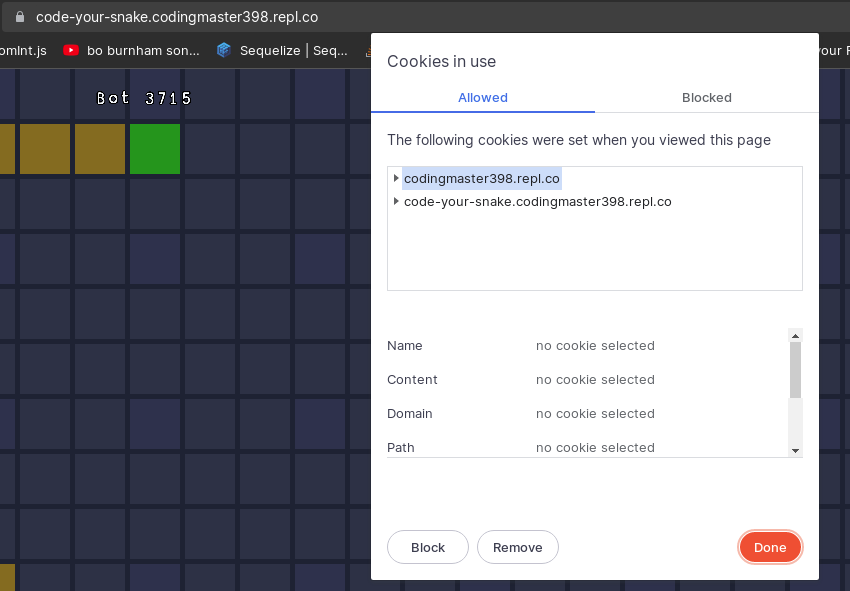 code-your-snake.codingmaster398.repl.co
omInt.js
bo burnham son...
Sequelize | Seq...
Bot 3715
Cookies in use
Allowed
Blocked
The following cookies were set when you viewed this page
codingmaster398.repl.co
code-your-snake.codingmaster398.repl.co
Name no cookie selected
Content no cookie selected
Domain no cookie selected
Path no cookie selected
Block
Remove
Done